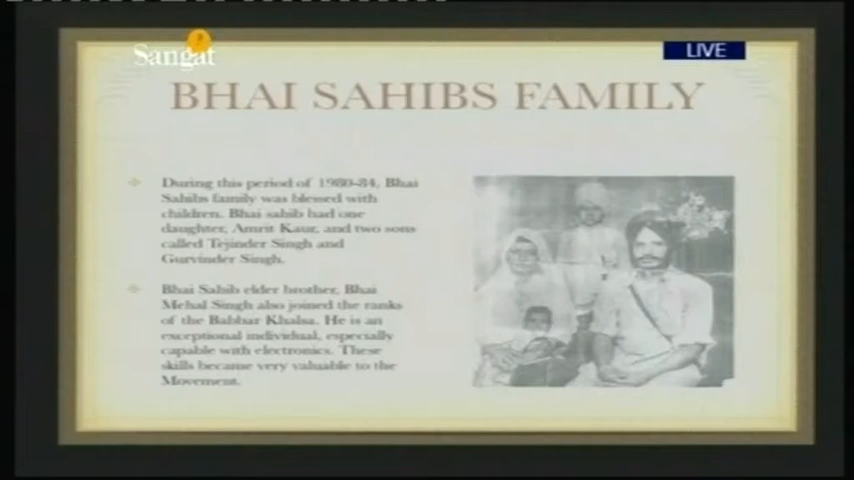 Sangat
LIVE
BHAI SAHIBS FAMILY
During this period of 1980-84, Bhai
Sahibs family was blessed with
children. Bhai sahib had one
daughter, Amrit Kaur, and two sons
called Tejinder Singh and
Gurvinder Singh.
Bhai Sahib elder brother, Bhai
Mehal Singh also joined the ranks
of the Babbar Khalsa. He is an
exceptional individual, especially
capable with electronics. These
skills became very valuable to the
Movement.